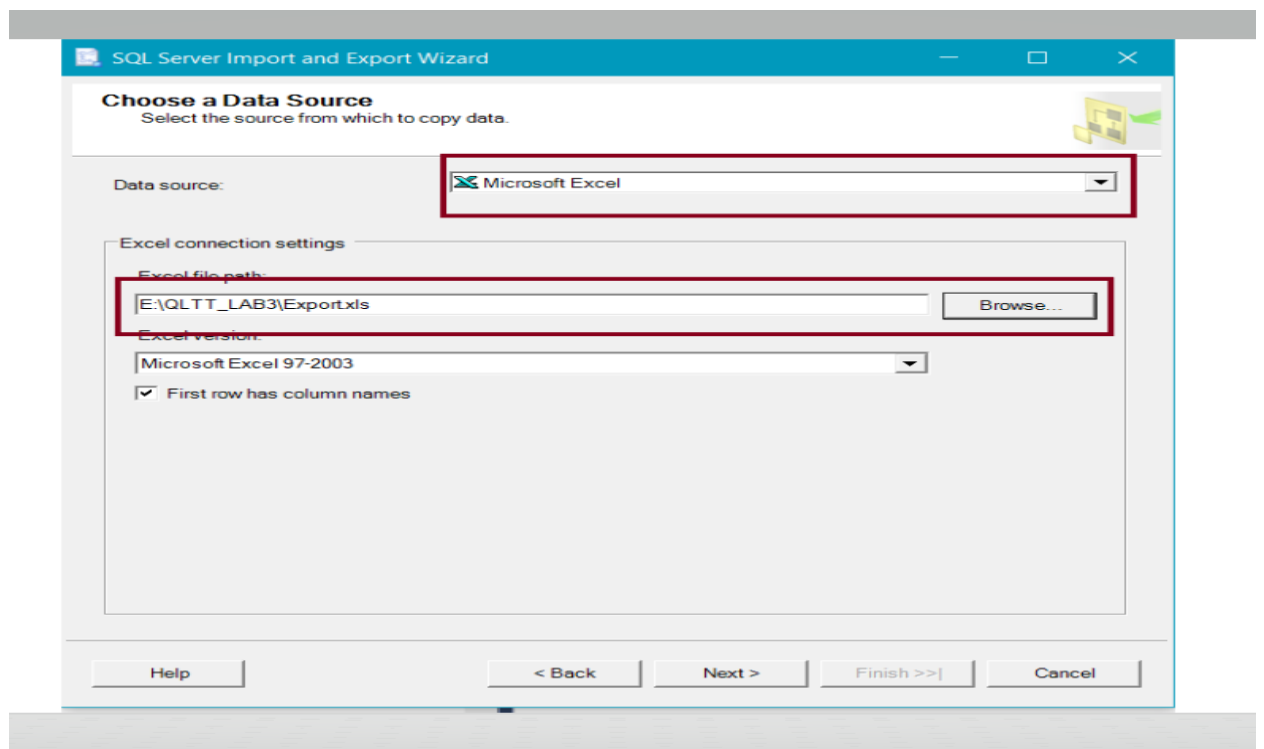 SQL Server Import and Export Wizard
Choose a Data Source
Select the source from which to copy data.
Data source:
Microsoft Excel
Excel connection settings
Excel file path:
E:\QLTT_LAB3\Export.xls
Browse...
Excel version:
Microsoft Excel 97-2003
First row has column names
Help
< Back
Next >
Finish >>|
Cancel